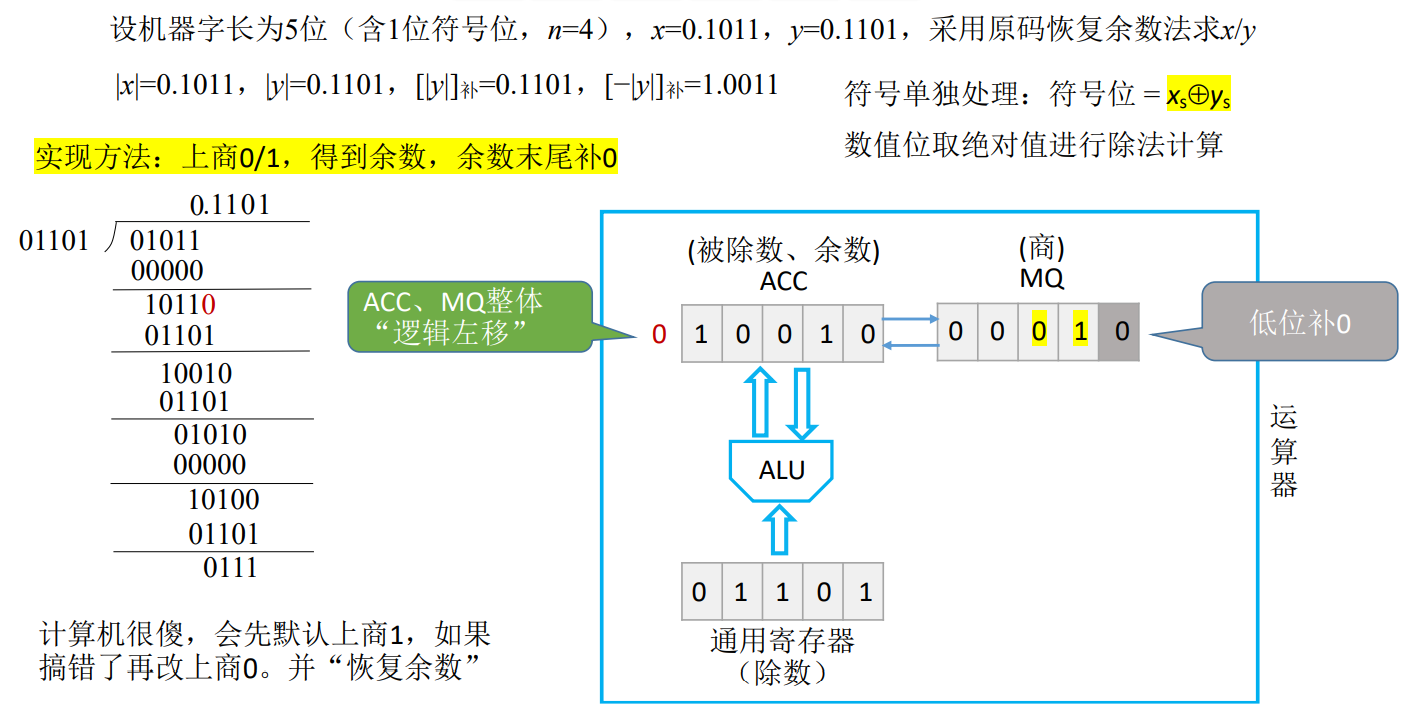 设机器字长为5位（含1位符号位，n=4），x=0.1011，y=0.1101，采用原码恢复余数法求x/y
|x|=0.1011，|y|=0.1101，[|y|]补=0.1101，[−|y|]补=1.0011
符号单独处理：符号位 = xs⊕ys
数值位取绝对值进行除法计算
实现方法：上商0/1，得到余数，余数末尾补0
0.1101
01101
01011
00000
10110
01101
10010
01101
01010
00000
10100
01101
0111
计算机很傻，会先默认上商1，如果
搞错了再改上商0。并“恢复余数”
ACC、MQ整体
“逻辑左移”
(被除数、余数)
ACC
(商)
MQ
0 1 0 0 1 0
0 0 0 1 0
低位补0
ALU
运
算
器
0 1 1 0 1
通用寄存器
（除数）